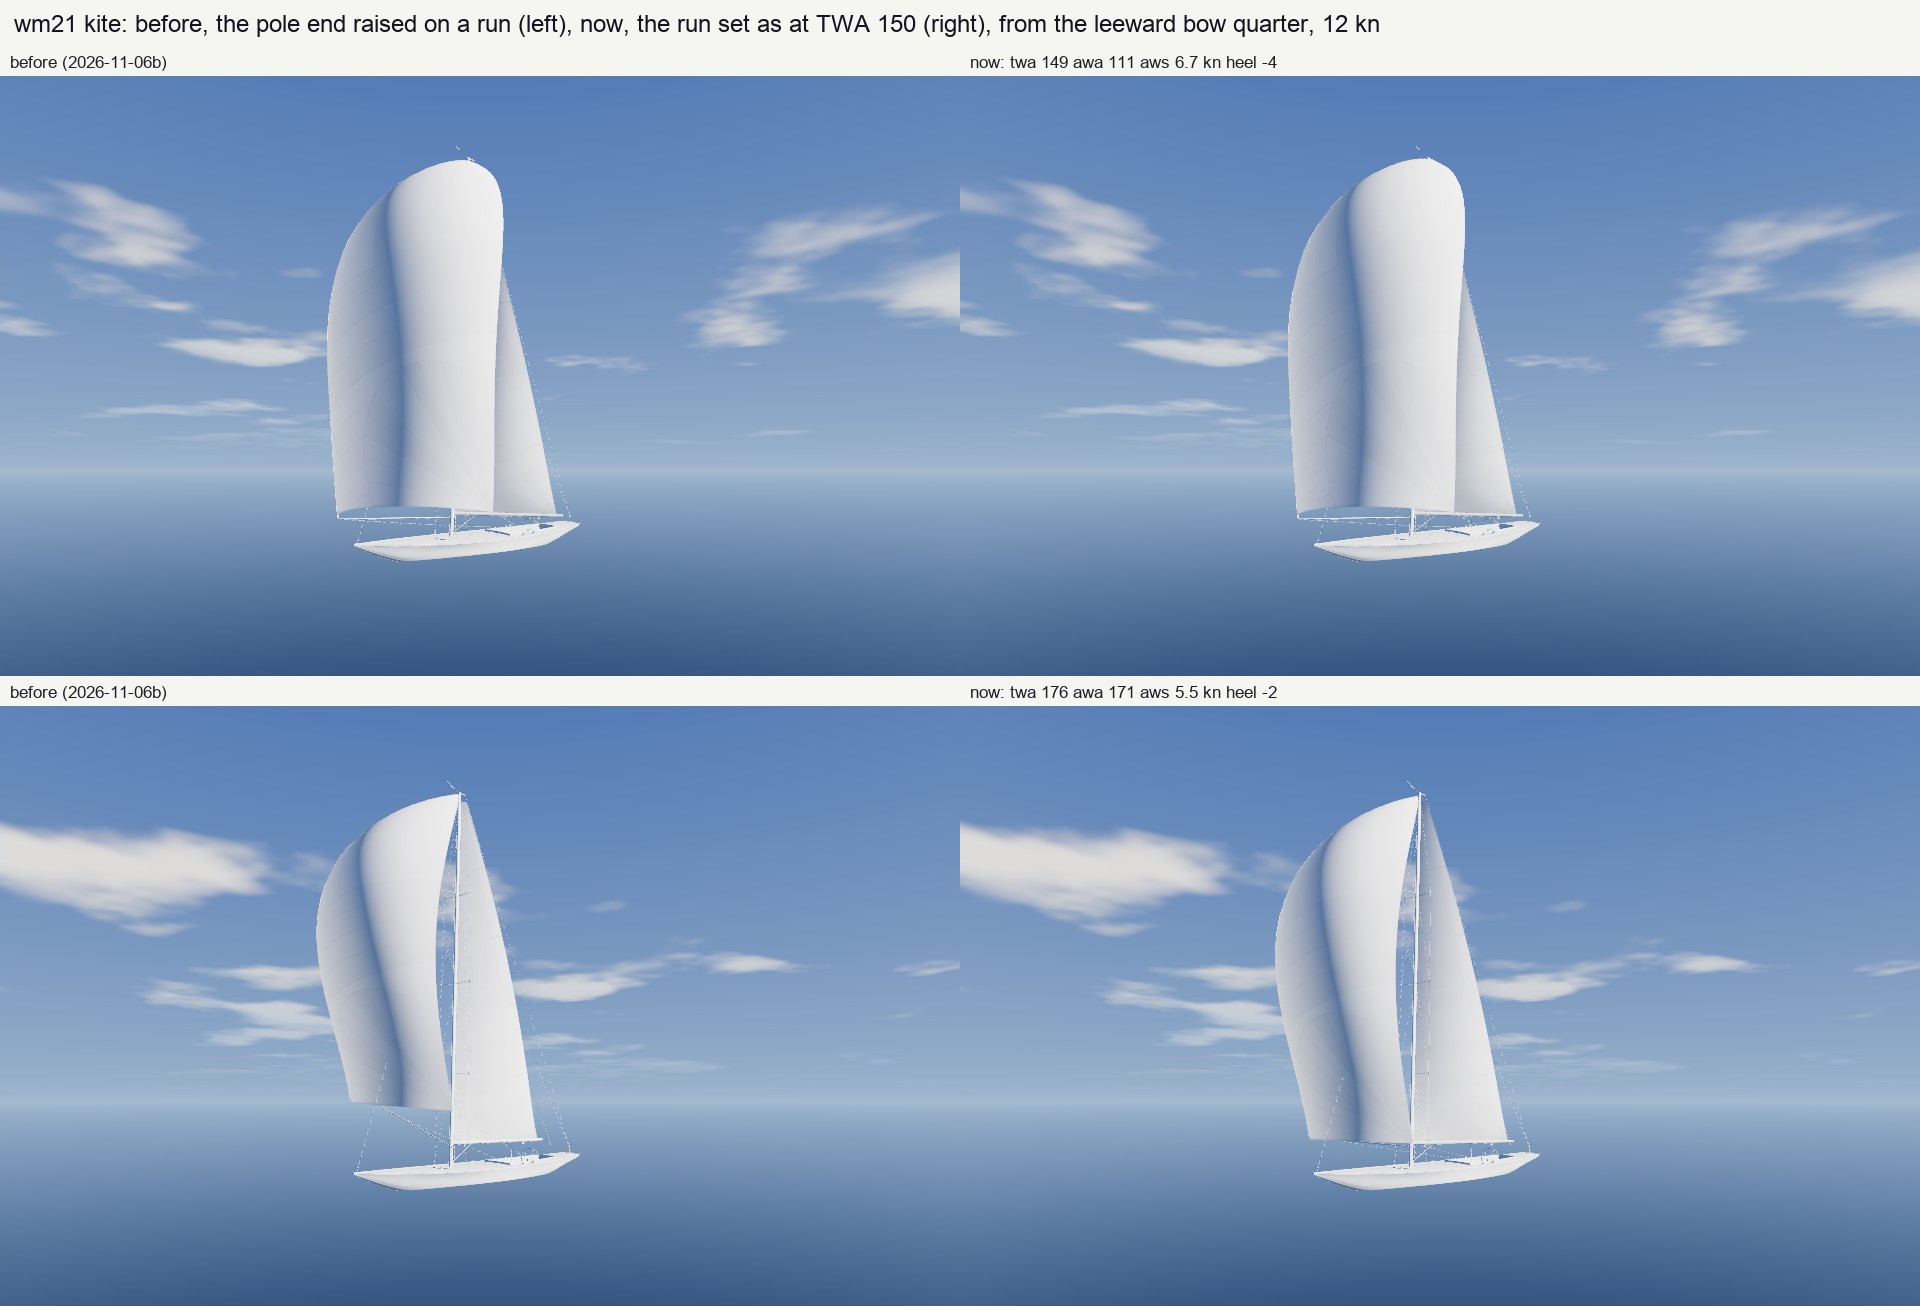 wm21 kite: before, the pole end raised on a run (left), now, the run set as at TWA 150 (right), from the leeward bow quarter, 12 kn
before (2026-11-06b)
now: twa 149 awa 111 aws 6.7 kn heel -4
before (2026-11-06b)
now: twa 176 awa 171 aws 5.5 kn heel -2